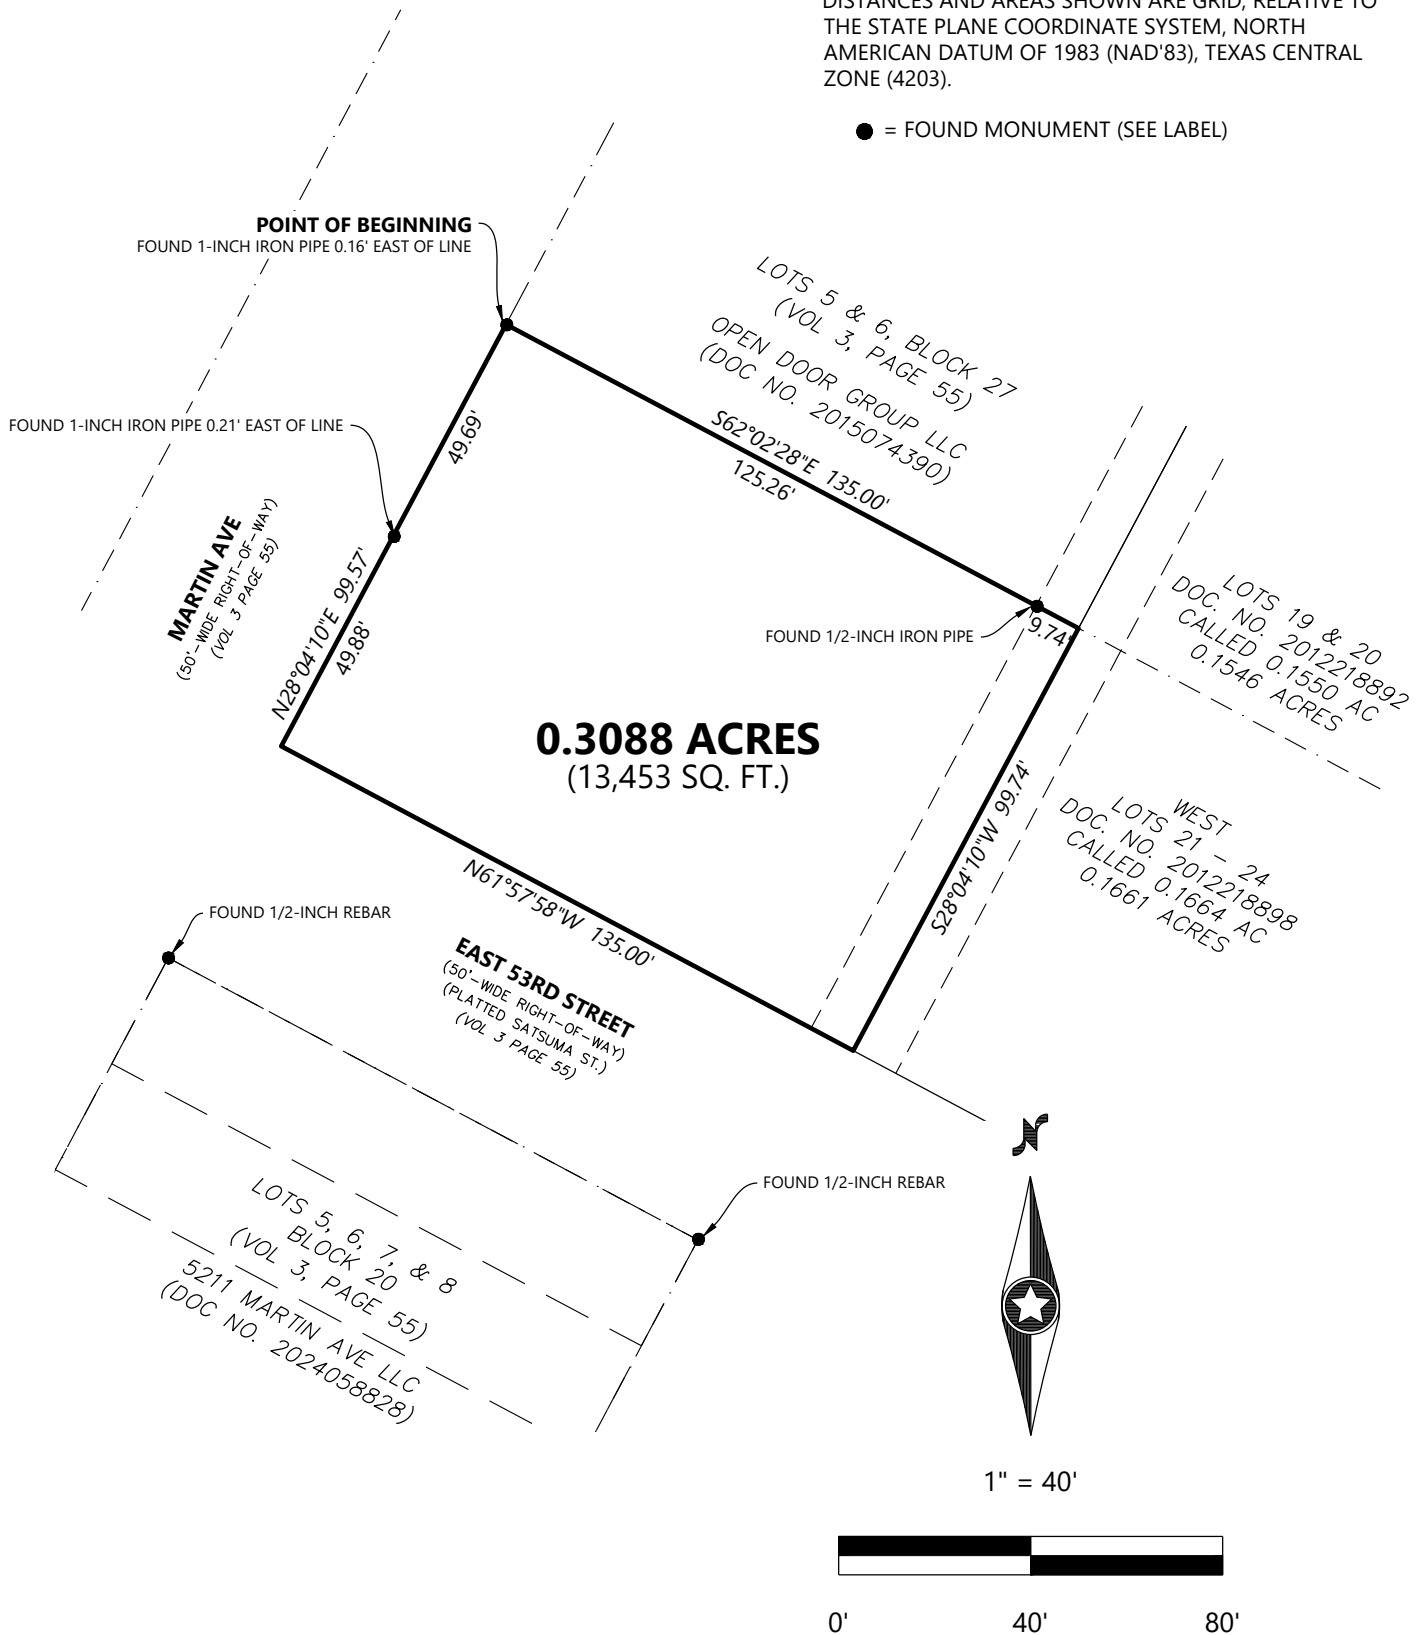 DISTANCES AND AREAS SHOWN ARE GRID, RELATIVE TO
THE STATE PLANE COORDINATE SYSTEM, NORTH
AMERICAN DATUM OF 1983 (NAD'83), TEXAS CENTRAL
ZONE (4203).
= FOUND MONUMENT (SEE LABEL)
POINT OF BEGINNING
FOUND 1-INCH IRON PIPE 0.16' EAST OF LINE
LOTS 5 & 6, BLOCK 27
(VOL 3, PAGE 55)
OPEN DOOR GROUP LLC
(DOC NO. 2015074390)
S62°02'28"E 135.00'
125.26'
49.69'
FOUND 1-INCH IRON PIPE 0.21' EAST OF LINE
MARTIN AVE
(50'-WIDE RIGHT-OF-WAY)
(VOL 3 PAGE 55)
N28°04'10"E 99.57'
49.88'
FOUND 1/2-INCH IRON PIPE
9.74'
LOTS 19 & 20
DOC. NO. 2012218892
CALLED 0.1550 AC
0.1546 ACRES
0.3088 ACRES
(13,453 SQ. FT.)
S28°04'10"W 99.74'
WEST
LOTS 21 - 24
DOC. NO. 2012218898
CALLED 0.1664 AC
0.1661 ACRES
N61°57'58"W 135.00'
FOUND 1/2-INCH REBAR
EAST 53RD STREET
(50'-WIDE RIGHT-OF-WAY)
(PLATTED SATSUMA ST.)
(VOL 3 PAGE 55)
N
FOUND 1/2-INCH REBAR
LOTS 5, 6, 7, & 8
BLOCK 20
(VOL 3, PAGE 55)
5211 MARTIN AVE LLC
(DOC NO. 2024058828)
1" = 40'
0' 40' 80'